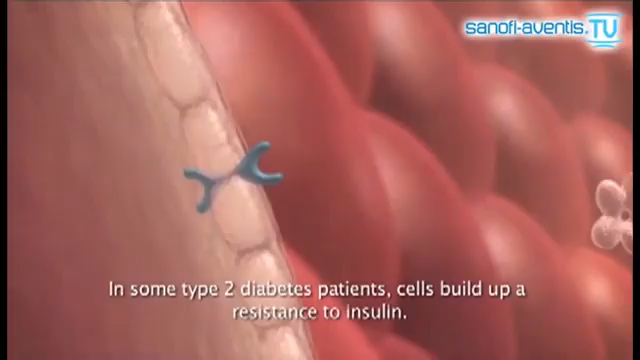 sanofi-aventis.TV
In some type 2 diabetes patients, cells build up a
resistance to insulin.